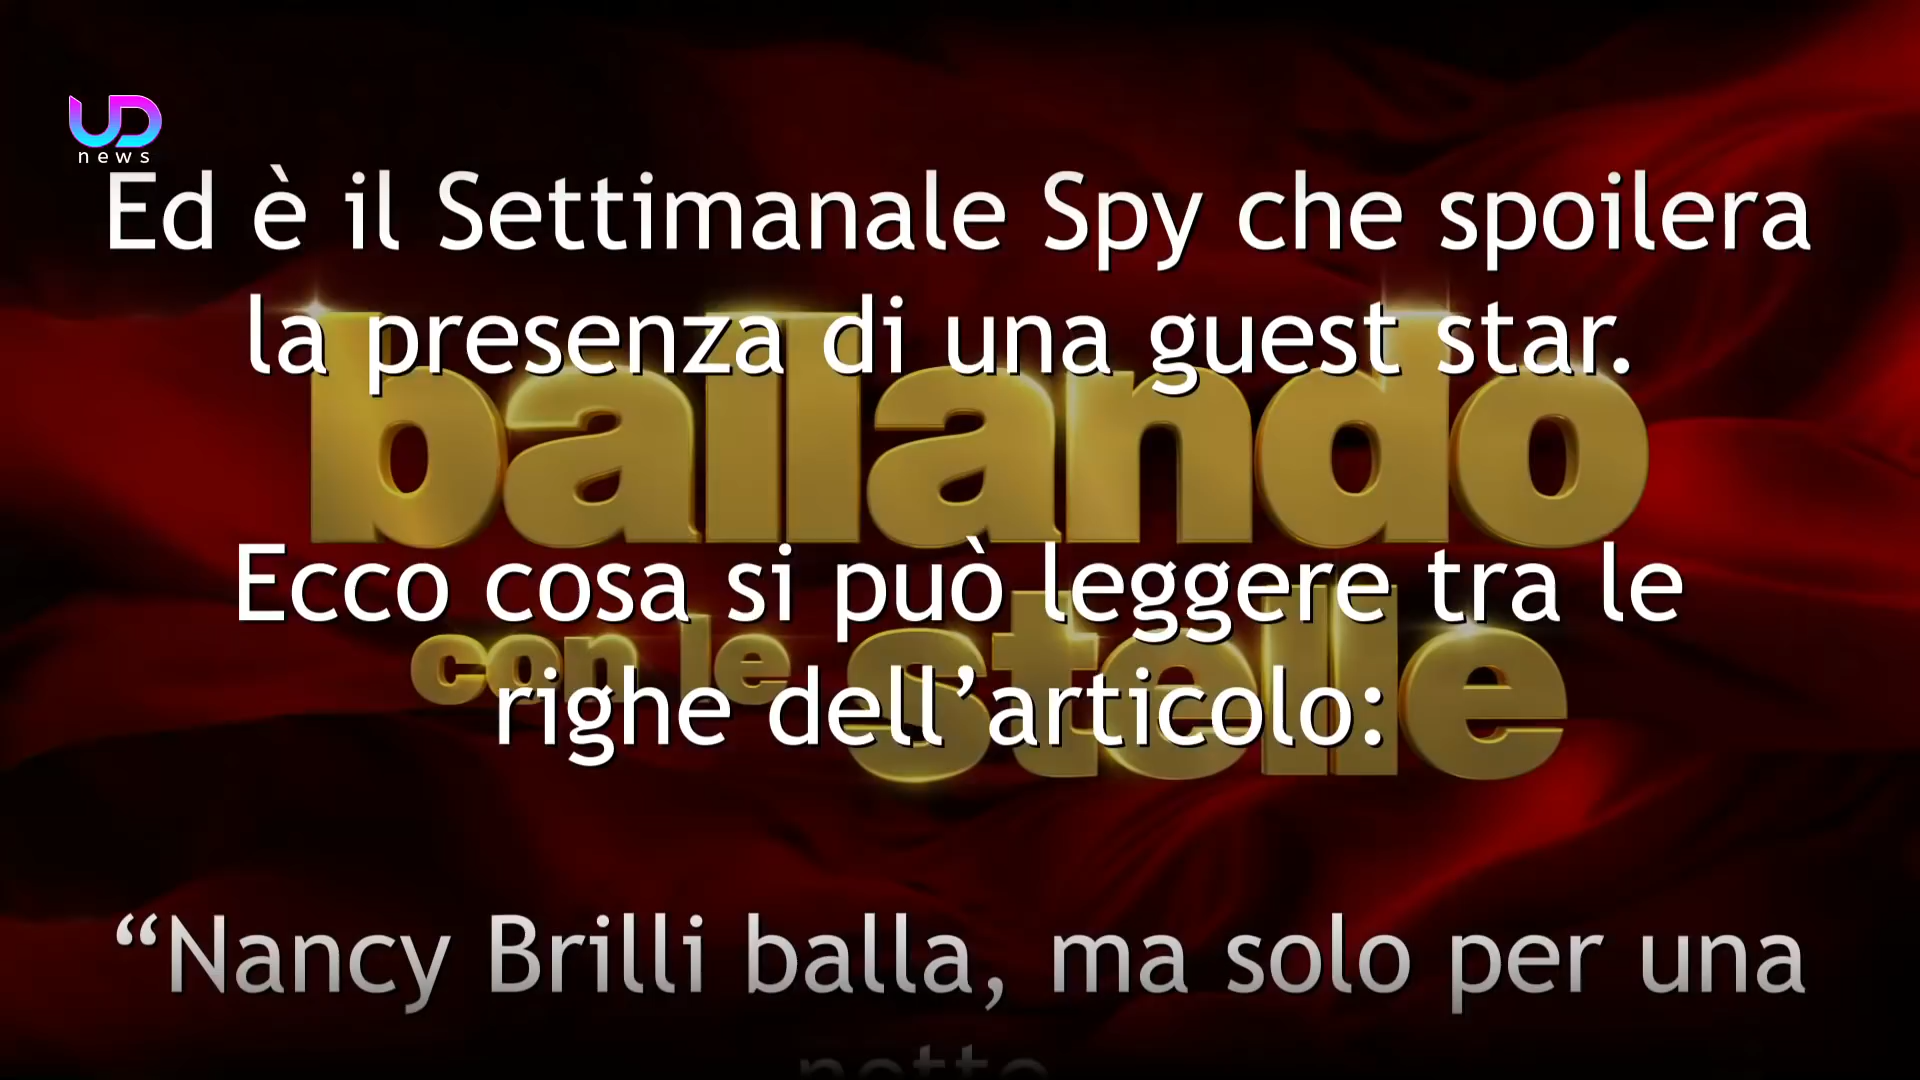 UD
news
Ed è il Settimanale Spy che spoilera
la presenza di una guest star.
ballando
Ecco cosa si può leggere tra le
con le stelle
righe dell’articolo:
“Nancy Brilli balla, ma solo per una
notte